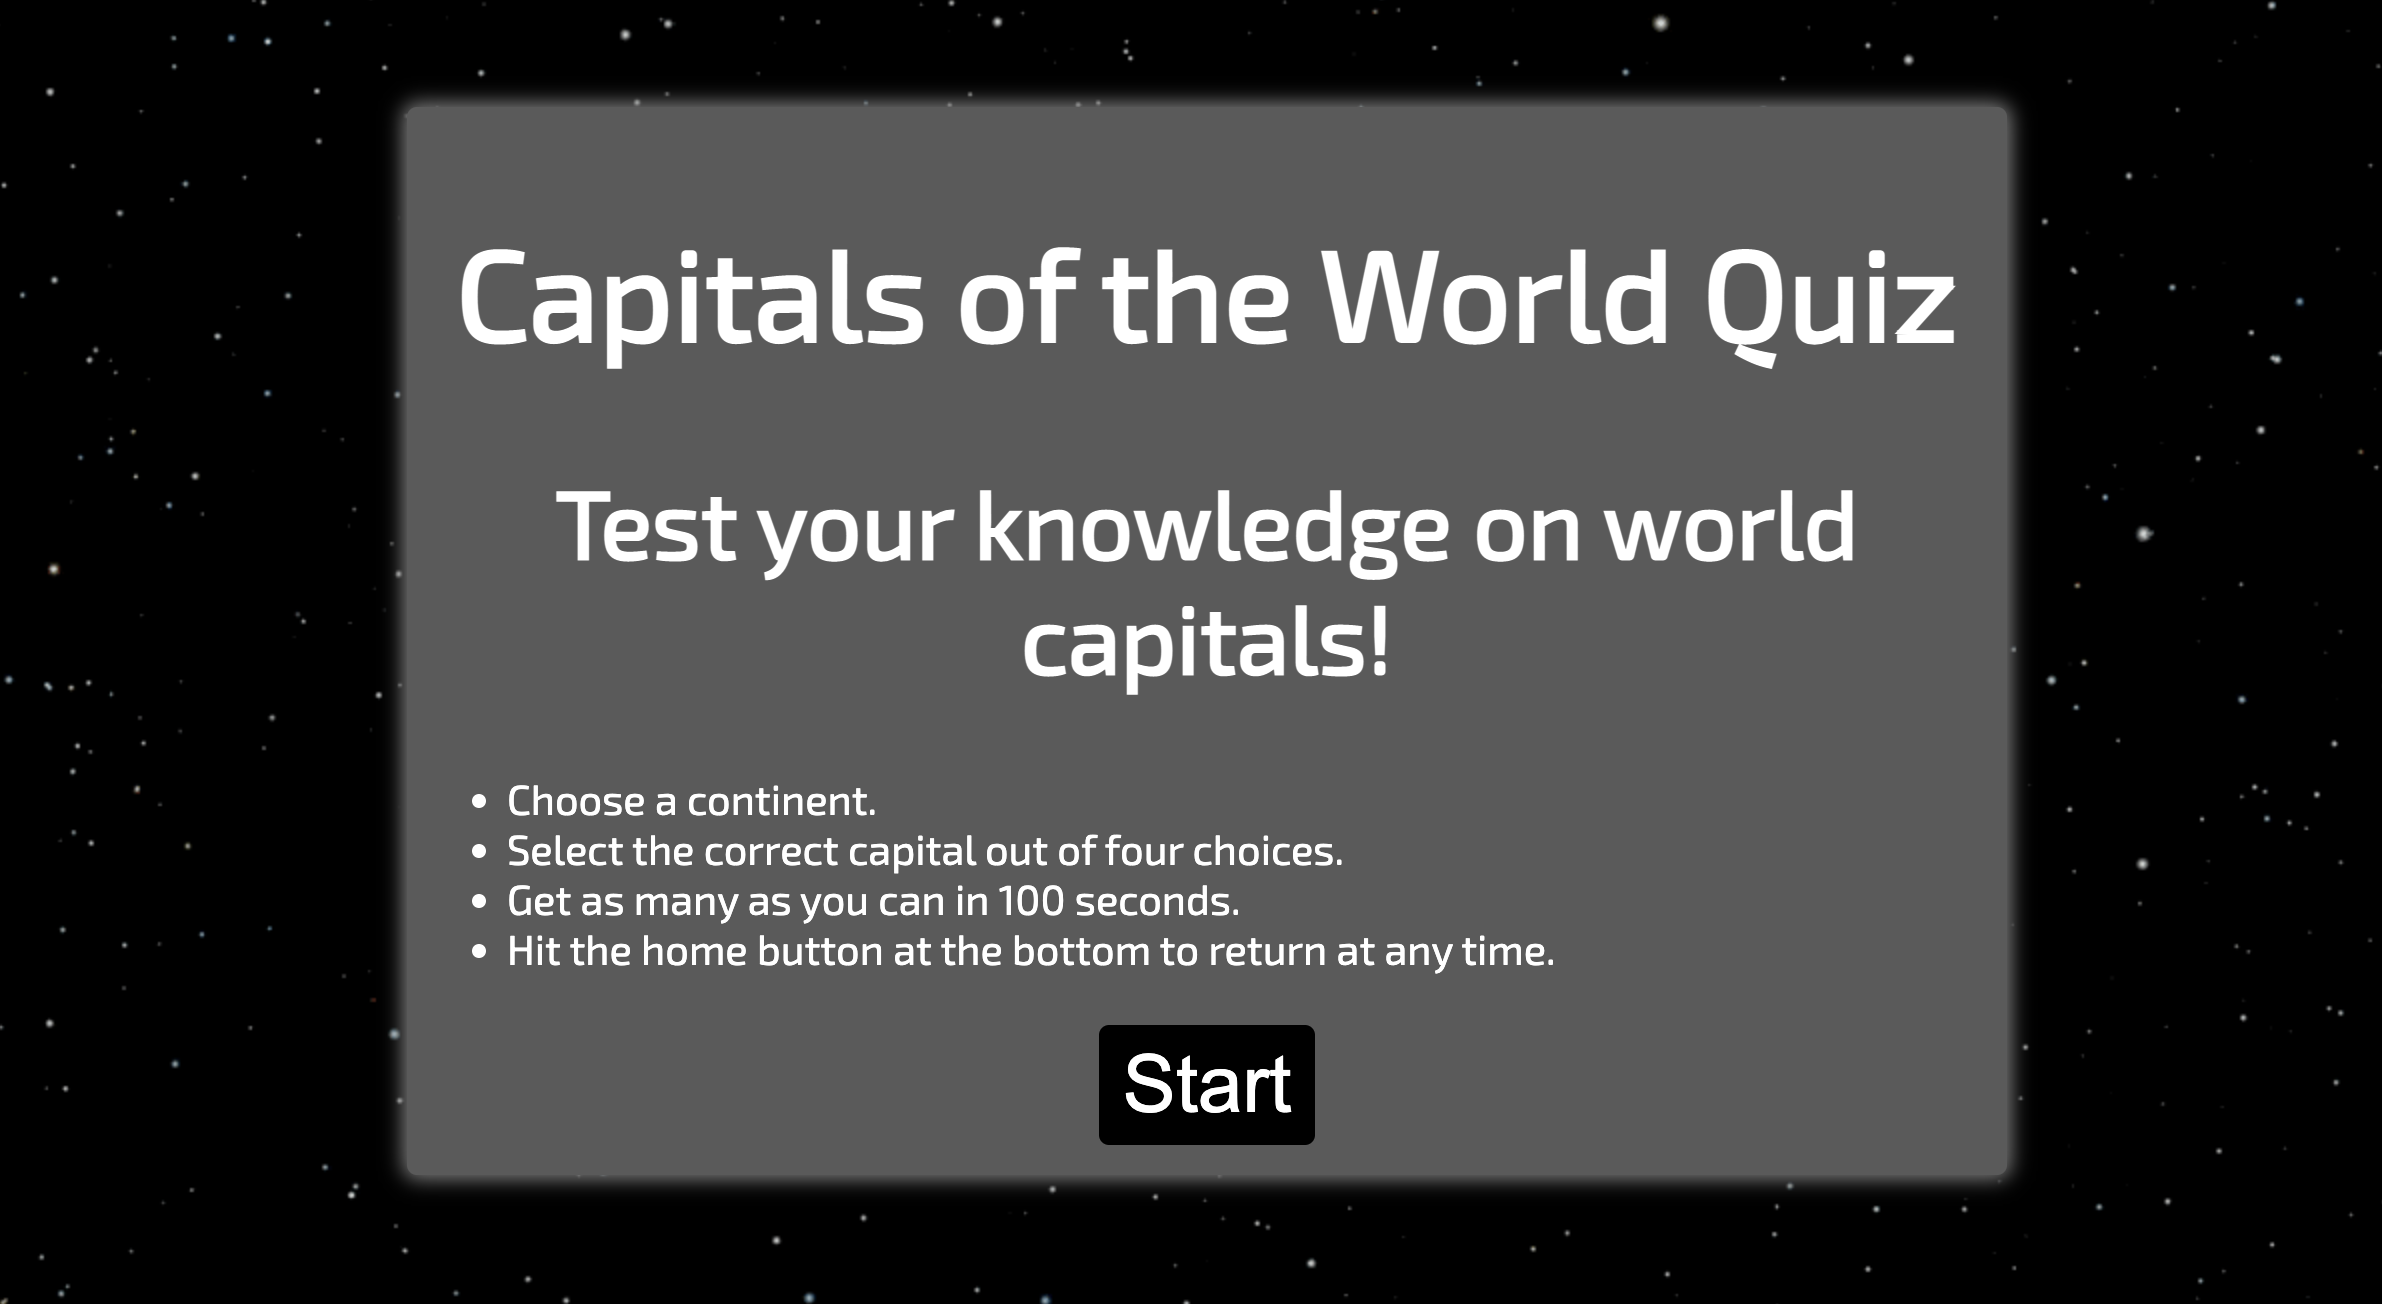 Capitals of the World Quiz
Test your knowledge on world
capitals!
• Choose a continent.
• Select the correct capital out of four choices.
• Get as many as you can in 100 seconds.
• Hit the home button at the bottom to return at any time.
Start